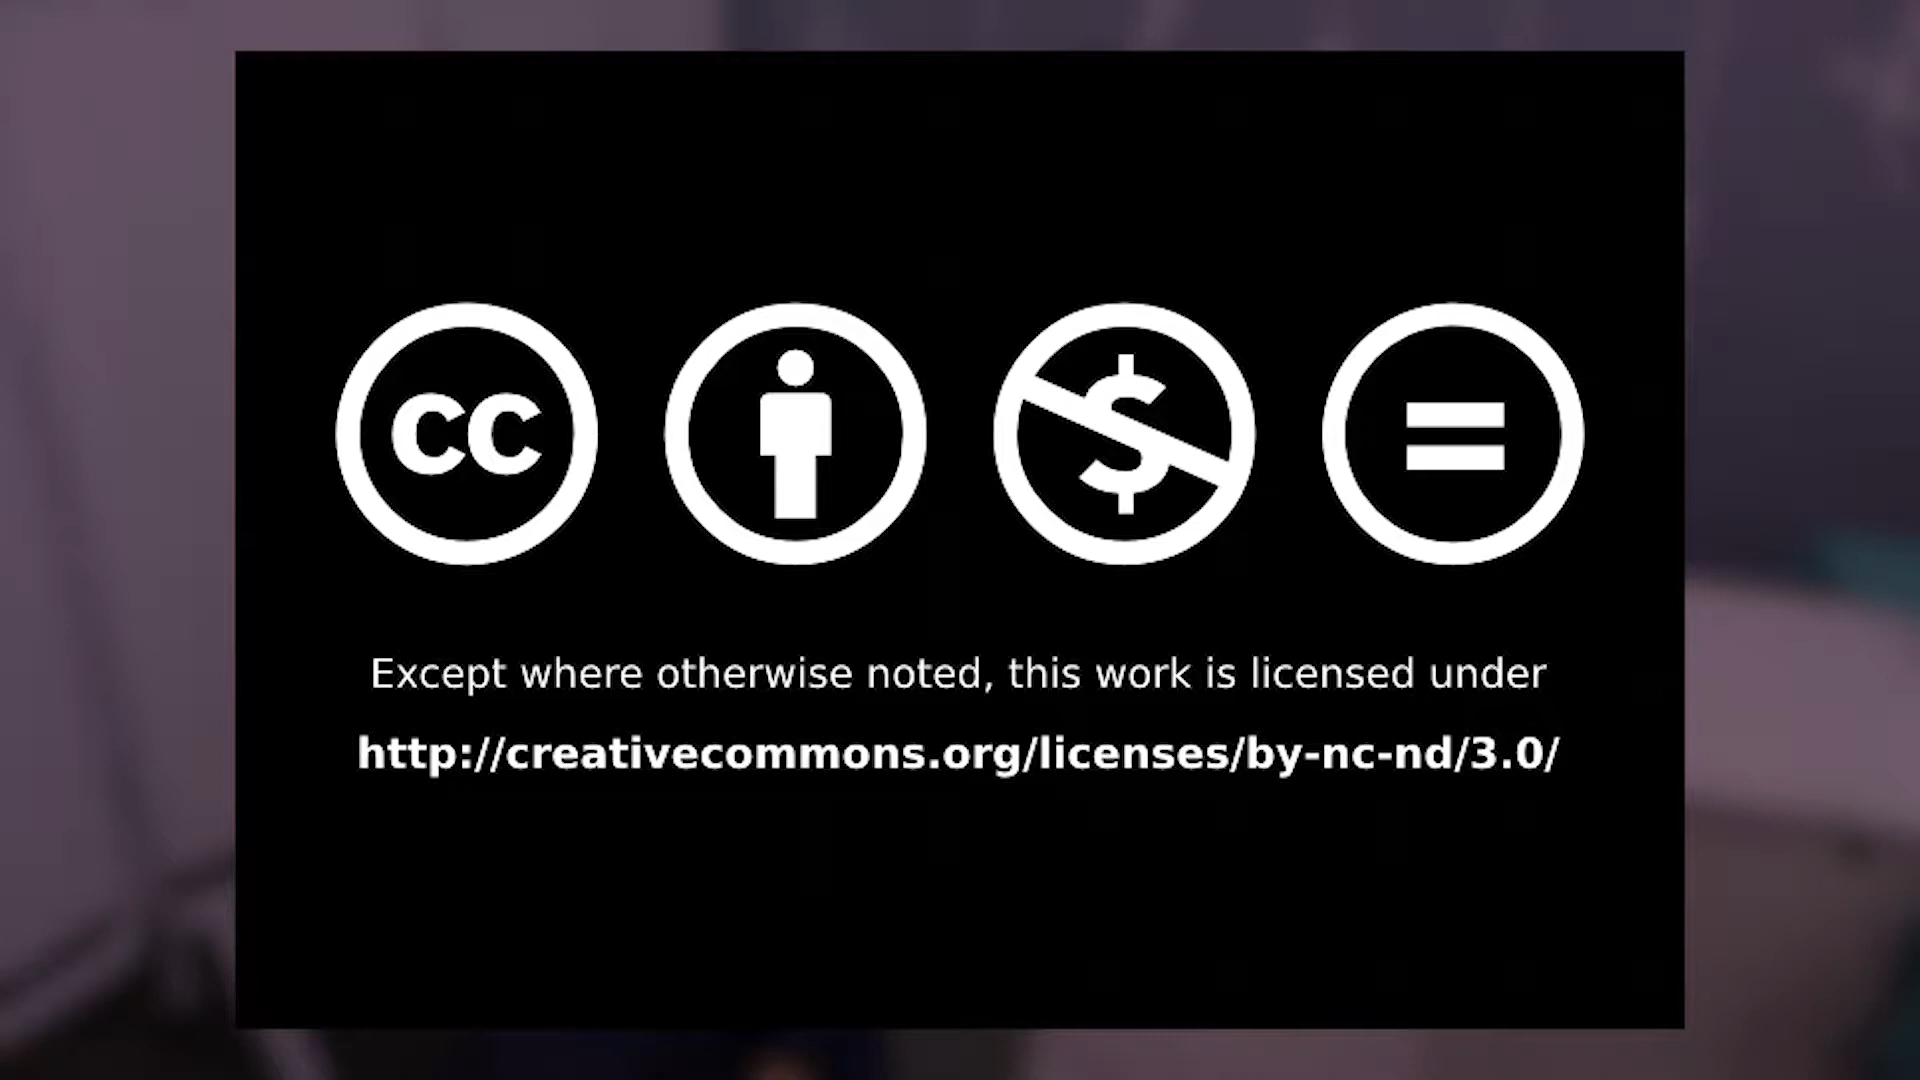 cc $ =
Except where otherwise noted, this work is licensed under
http://creativecommons.org/licenses/by-nc-nd/3.0/